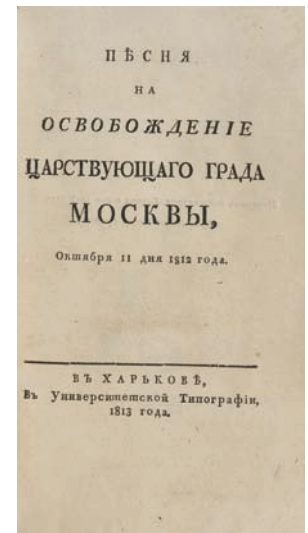 ПѢСНЯ
НА
ОСВОБОЖДЕНІЕ
ЦАРСТВУЮЩАГО ГРАДА
МОСКВЫ,
Октября 11 дня 1812 года.
ВЪ ХАРЬКОВѢ,
Въ Университетской Типографіи,
1813 года.